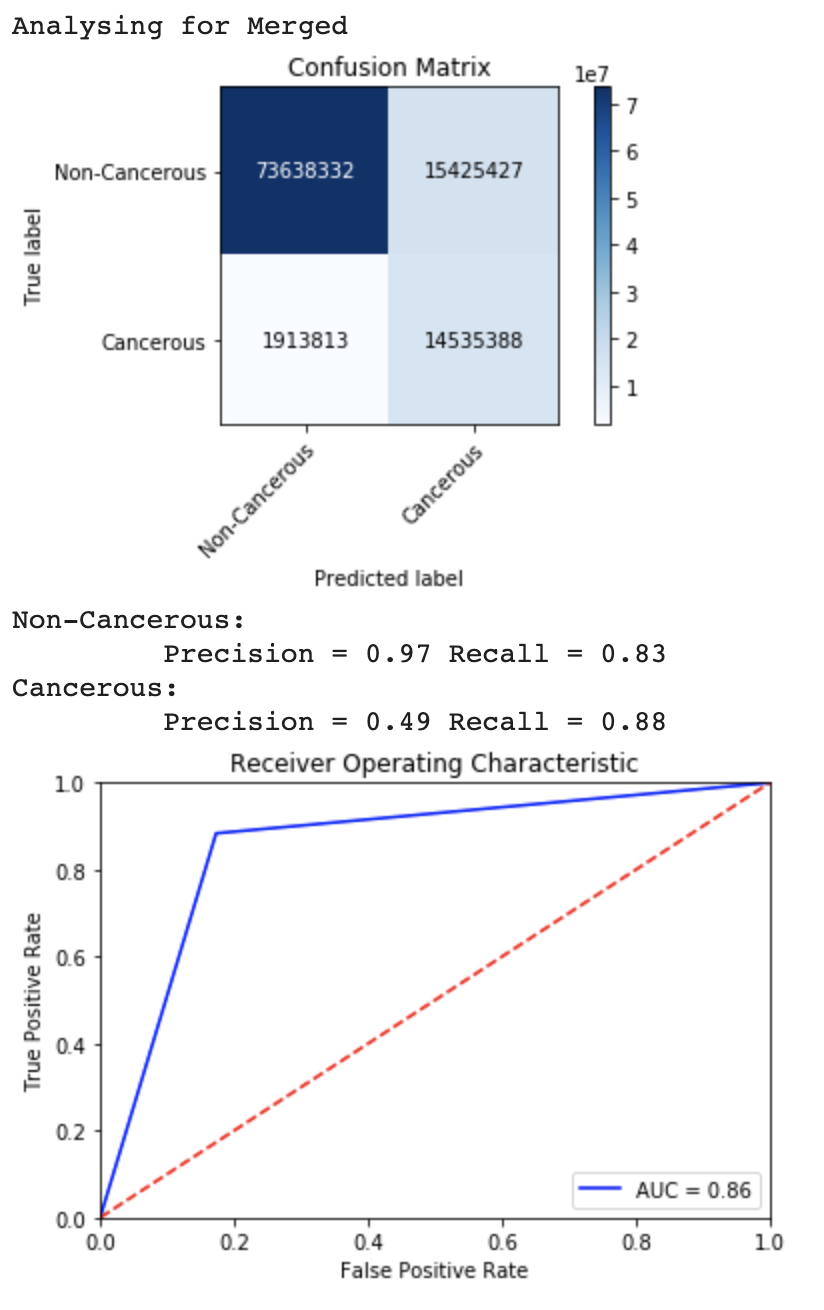 Analysing for Merged
Confusion Matrix
1e7
Non-Cancerous
73638332 15425427
Cancerous
1913813 14535388
True label
7
6
5
4
3
2
1
Non-Cancerous
Cancerous
Predicted label
Non-Cancerous:
Precision = 0.97 Recall = 0.83
Cancerous:
Precision = 0.49 Recall = 0.88
Receiver Operating Characteristic
1.0
0.8
0.6
0.4
0.2
0.0
True Positive Rate
AUC = 0.86
0.0 0.2 0.4 0.6 0.8 1.0
False Positive Rate